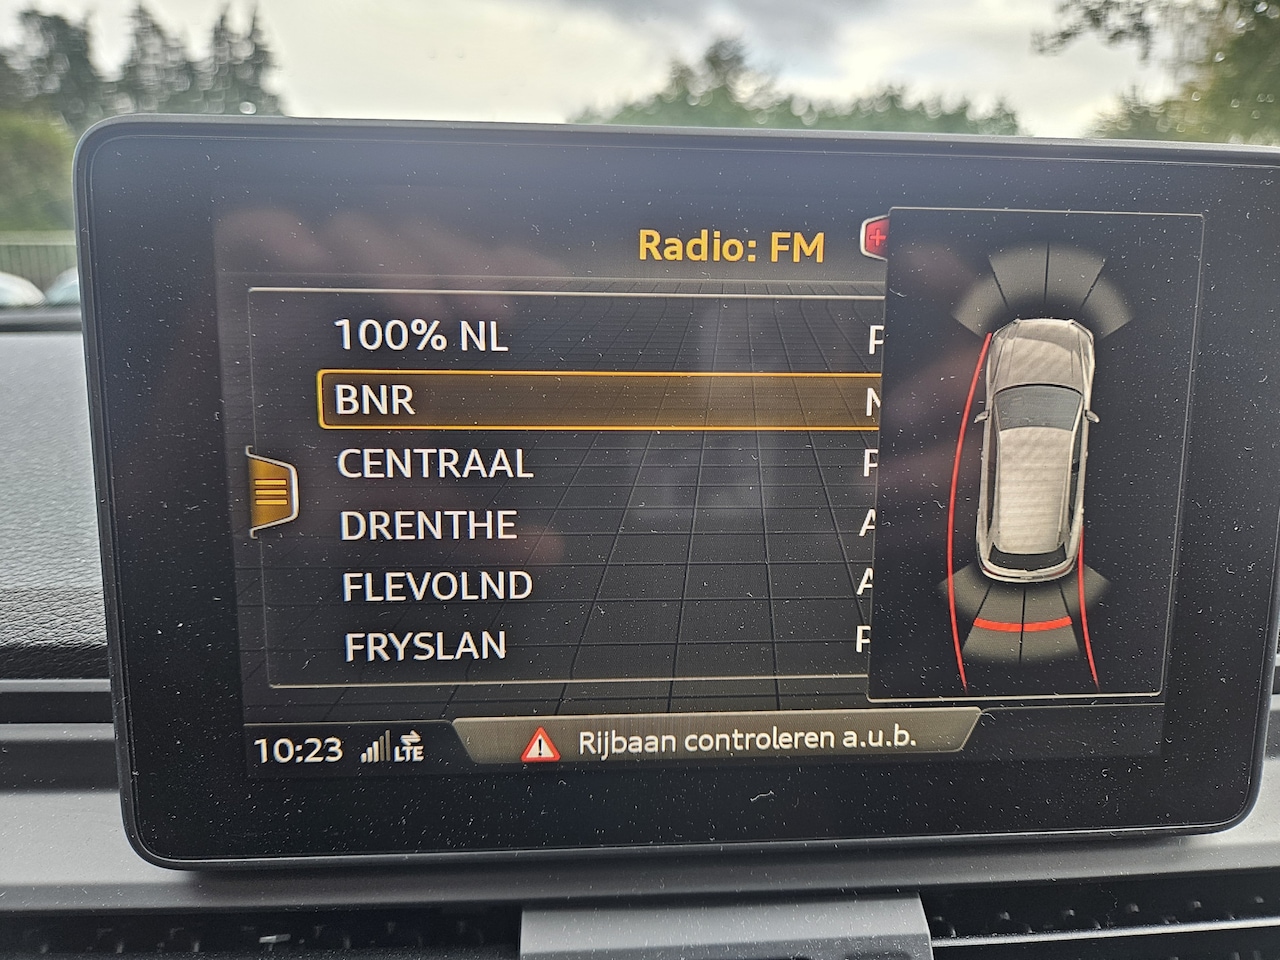 Radio: FM
100% NL P
BNR
CENTRAAL P
DRENTHE A
FLEVOLND A
FRYSLAN P
10:23 LTE Rijbaan controleren a.u.b.